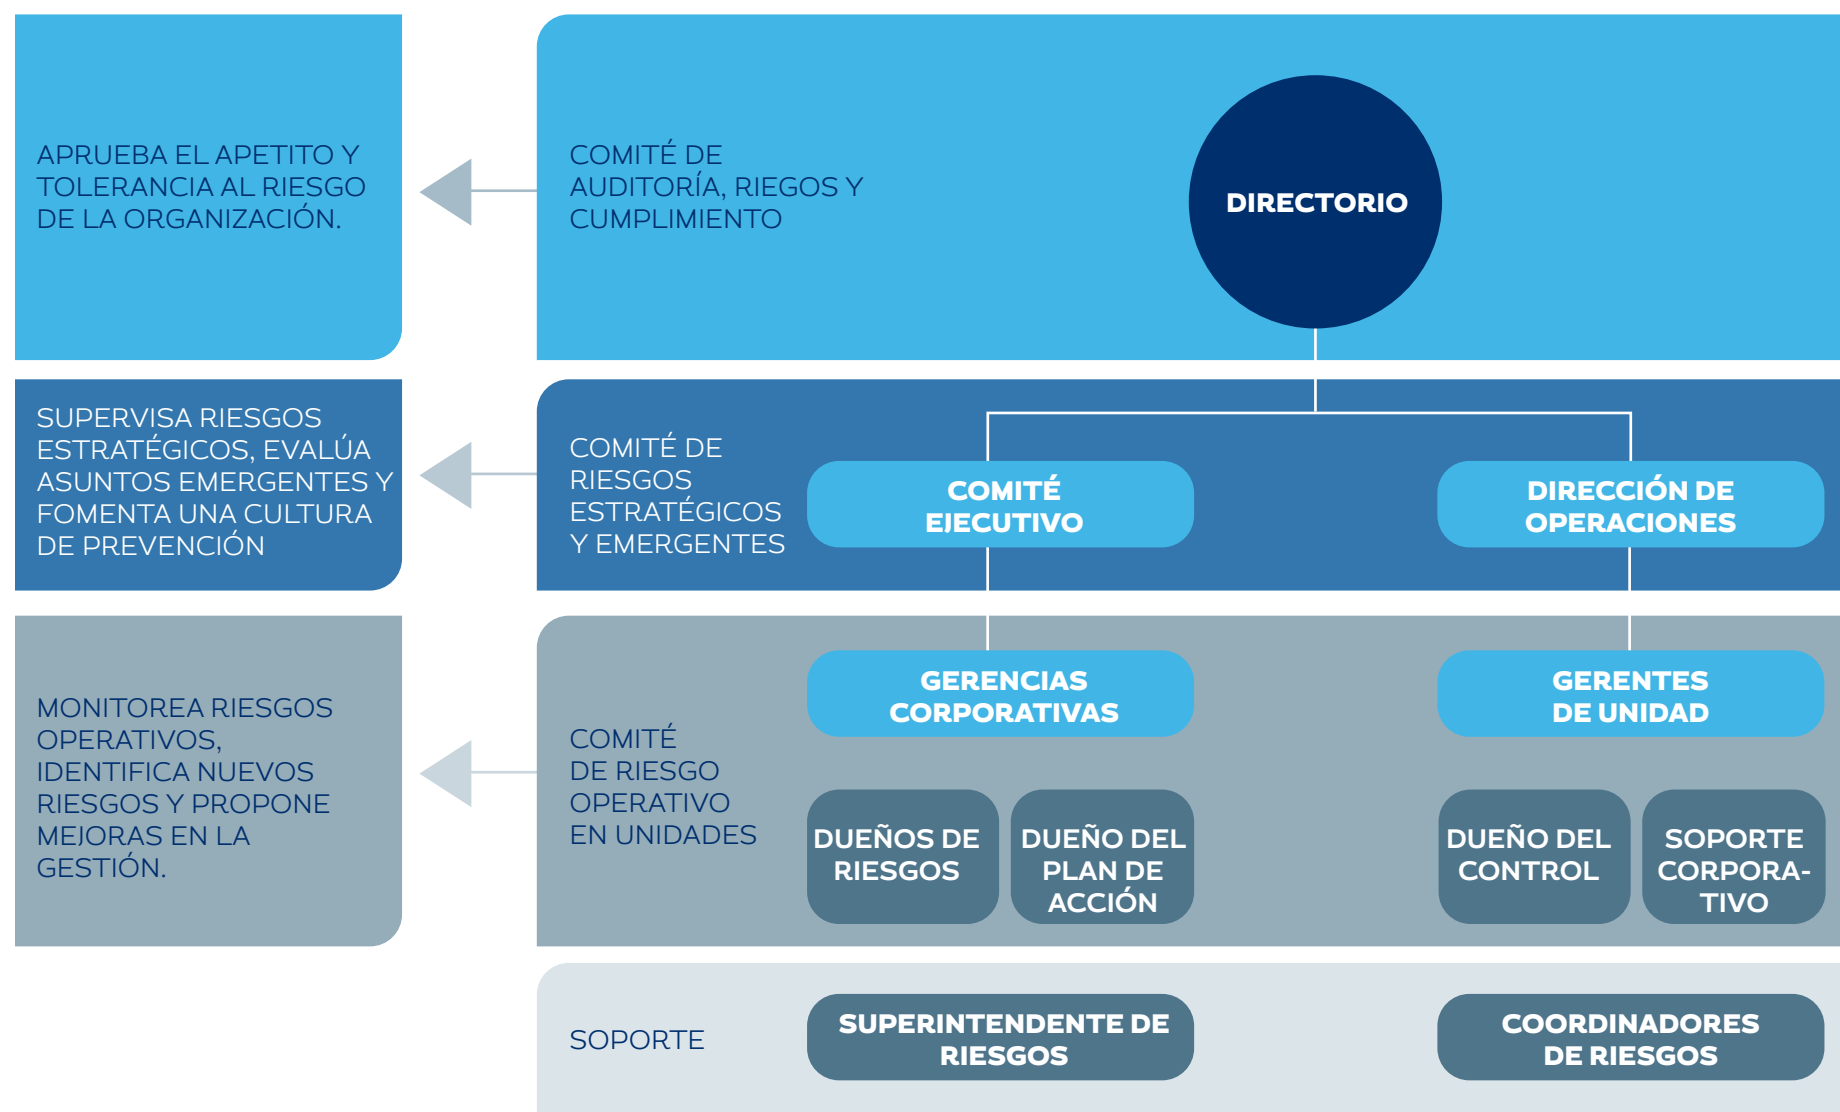 APRUEBA EL APETITO Y
TOLERANCIA AL RIESGO
DE LA ORGANIZACIÓN.
COMITÉ DE
AUDITORÍA, RIEGOS Y
CUMPLIMIENTO
DIRECTORIO
SUPERVISA RIESGOS
ESTRATÉGICOS, EVALÚA
ASUNTOS EMERGENTES Y
FOMENTA UNA CULTURA
DE PREVENCIÓN
COMITÉ DE
RIESGOS
ESTRATÉGICOS
Y EMERGENTES
COMITÉ
EJECUTIVO
DIRECCIÓN DE
OPERACIONES
MONITOREA RIESGOS
OPERATIVOS,
IDENTIFICA NUEVOS
RIESGOS Y PROPONE
MEJORAS EN LA
GESTIÓN.
COMITÉ
DE RIESGO
OPERATIVO
EN UNIDADES
GERENCIAS
CORPORATIVAS
GERENTES
DE UNIDAD
DUEÑOS DE
RIESGOS
DUEÑO DEL
PLAN DE
ACCIÓN
DUEÑO DEL
CONTROL
SOPORTE
CORPORA-
TIVO
SOPORTE
SUPERINTENDENTE DE
RIESGOS
COORDINADORES
DE RIESGOS